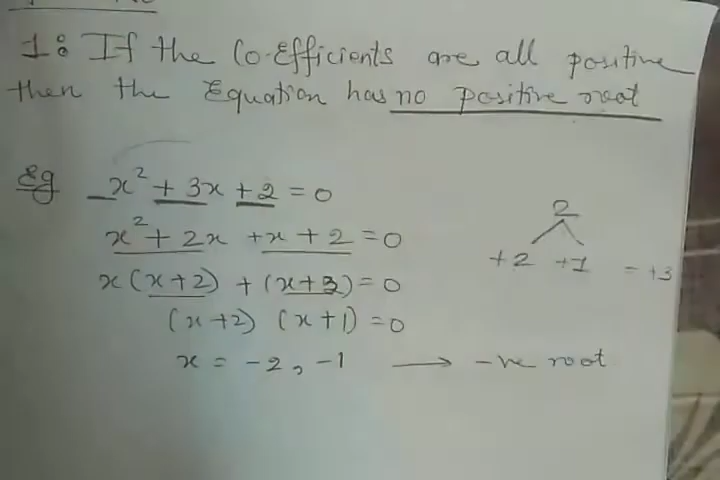 1: If the Co-Efficients are all positive
then the Equation has no positive root
Eg x² + 3x + 2 = 0
x² + 2x + x + 2 = 0
x (x + 2) + (x + 2) = 0
(x + 2) (x + 1) = 0
x = -2, -1 → -ve root
2
+2 +1 = +3